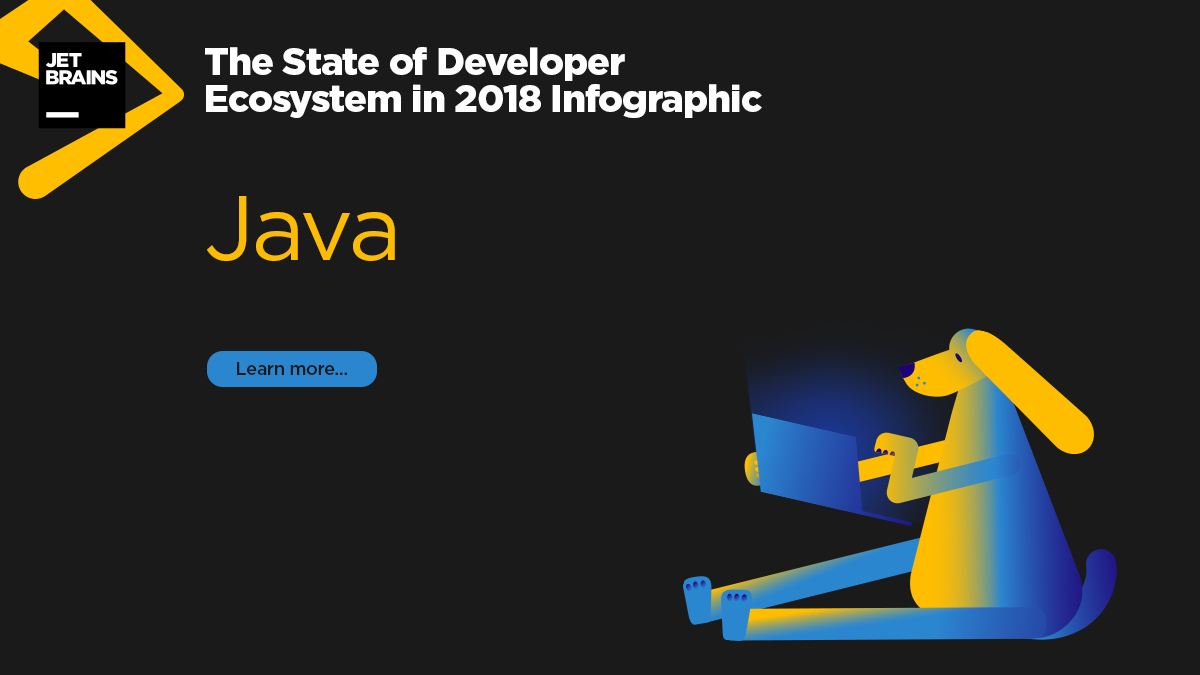 JET
BRAINS
The State of Developer
Ecosystem in 2018 Infographic
Java
Learn more...